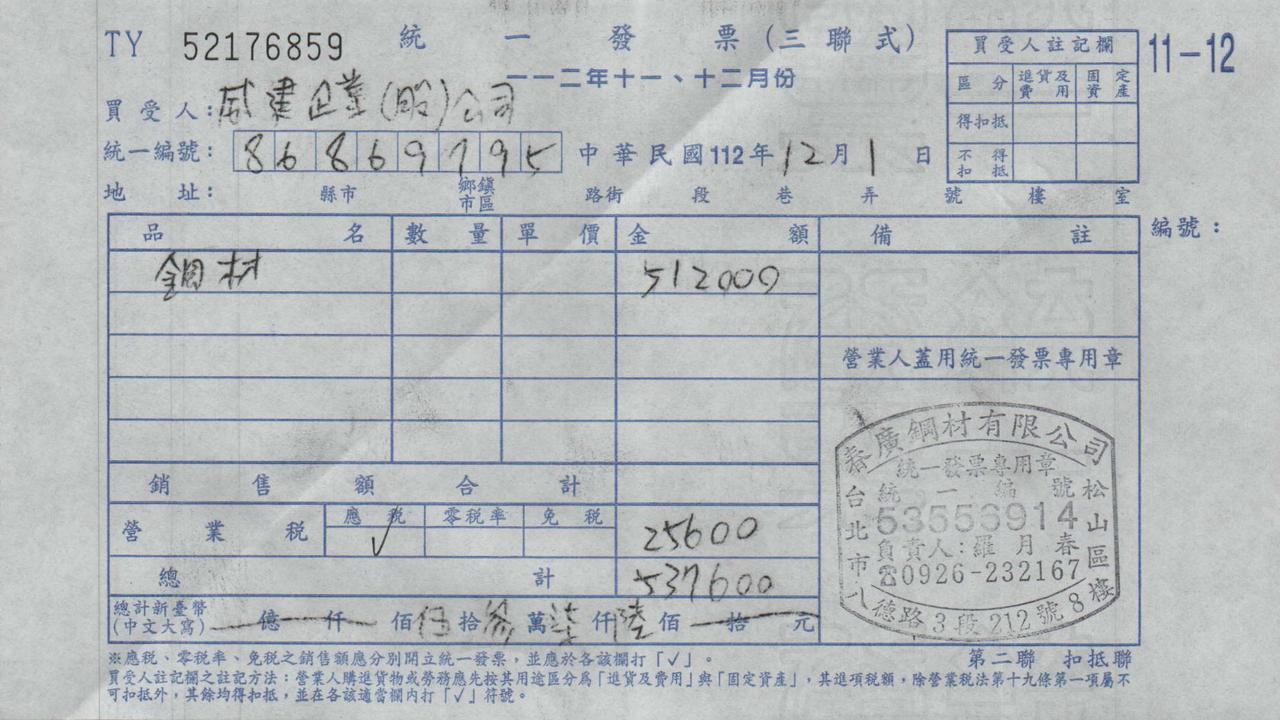 TY 52176859 統一發票(三聯式) 11-12
一一二年十一、十二月份
買受人註記欄
區分 進貨及費用 固定資產
得扣抵
不得扣抵
買受人:威建企業(股)公司
統一編號:86869795 中華民國112年12月1日
地址: 縣市 鄉鎮市區 路街 段 巷 弄 號 樓 室
編號:
品名 數量 單價 金額 備註
鋼材 512000
營業人蓋用統一發票專用章
銷售額合計
營業稅 應稅 零稅率 免稅 25600
✓
總計 537600
總計新臺幣(中文大寫) 億 仟 佰伍拾參萬柒仟陸佰 拾 元
春廣鋼材有限公司
統一發票專用章
統一編號
53556914
負責人:羅月春
☎0926-232167
台北市松山區八德路3段212號8樓
※應稅、零稅率、免稅之銷售額應分別開立統一發票,並應於各該欄打「✓」。
第二聯 扣抵聯
買受人註記欄之註記方法:營業人購進貨物或勞務應先按其用途區分為「進貨及費用」與「固定資產」,其進項稅額,除營業稅法第十九條第一項屬不
可扣抵外,其餘均得扣抵,並在各該適當欄內打「✓」符號。